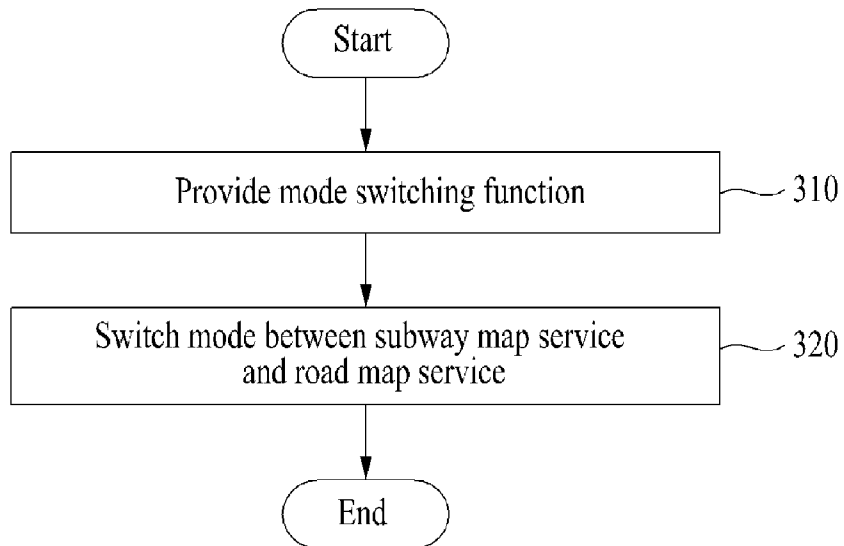 Start
Provide mode switching function
310
Switch mode between subway map service
and road map service
320
End